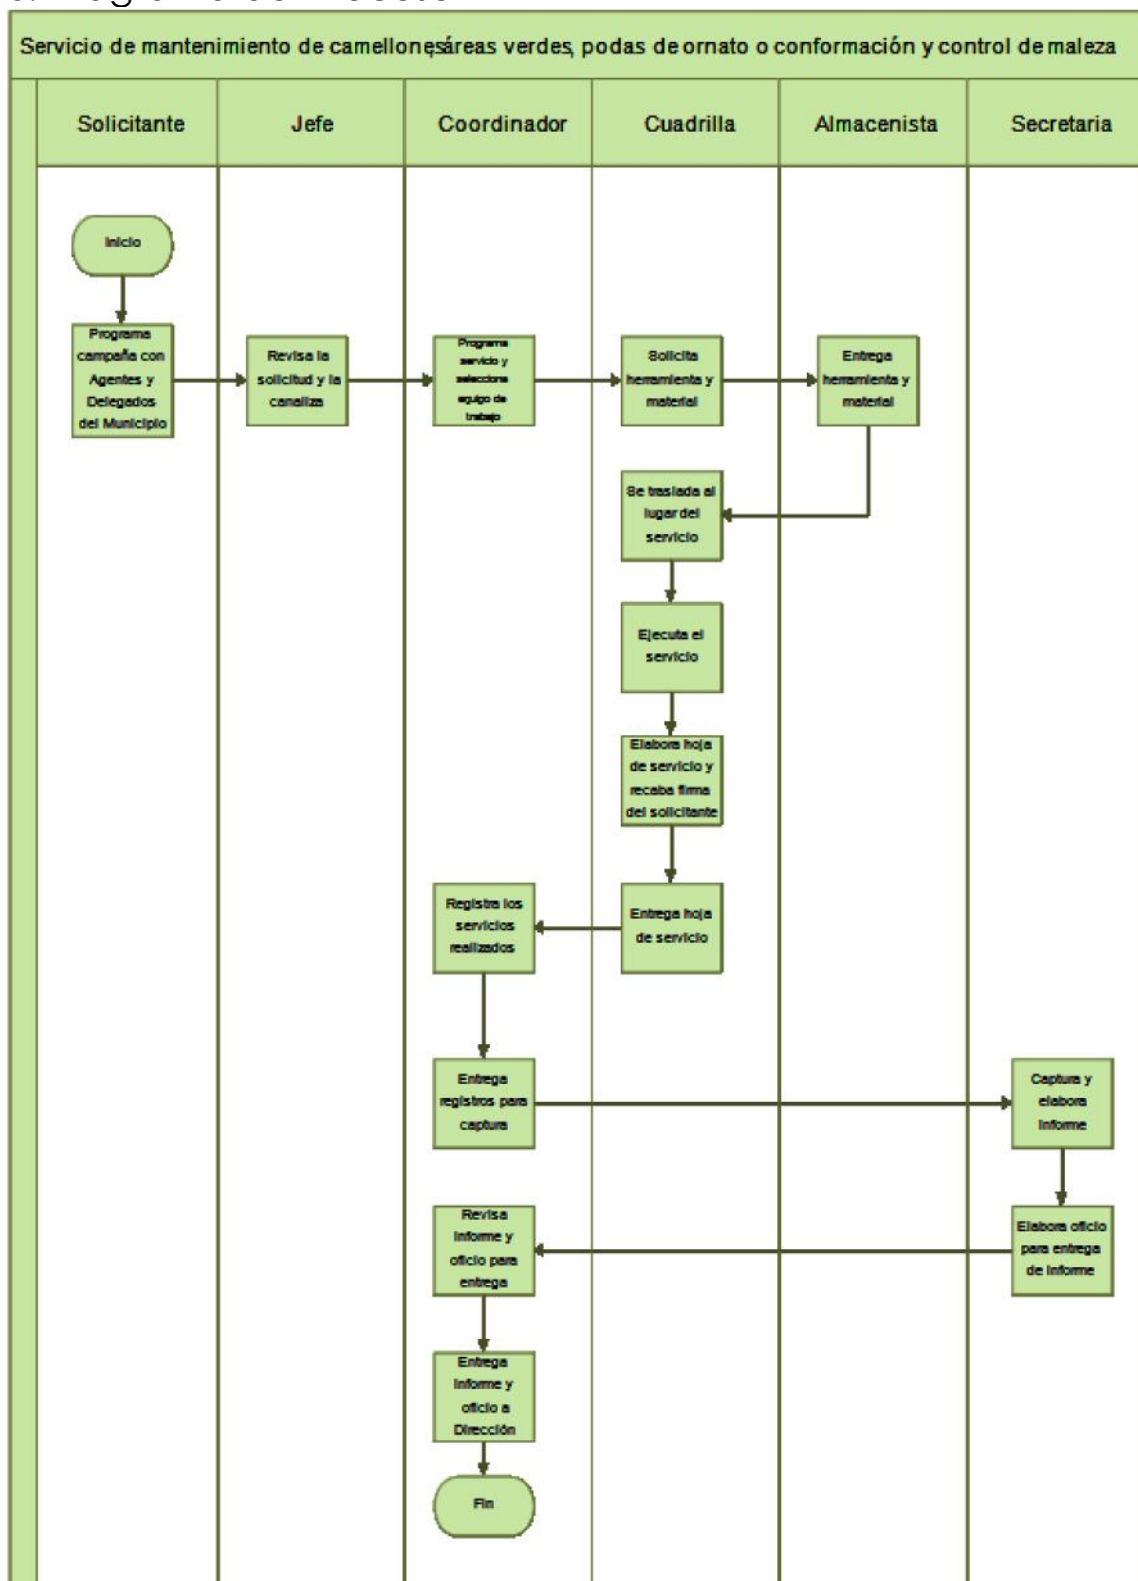 Servicio de mantenimiento de camellones,áreas verdes, podas de ornato o conformación y control de maleza
Solicitante
Jefe
Coordinador
Cuadrilla
Almacenista
Secretaria
Inicio
Programa
campaña con
Agentes y
Delegados
del Municipio
Revisa la
solicitud y la
canaliza
Programa
servicio y
selecciona
equipo de
trabajo
Solicita
herramienta y
material
Entrega
herramienta y
material
Se traslada al
lugar del
servicio
Ejecuta el
servicio
Elabora hoja
de servicio y
recaba firma
del solicitante
Registra los
servicios
realizados
Entrega hoja
de servicio
Entrega
registros para
captura
Captura y
elabora
informe
Revisa
informe y
oficio para
entrega
Elabora oficio
para entrega
de informe
Entrega
informe y
oficio a
Dirección
Fin